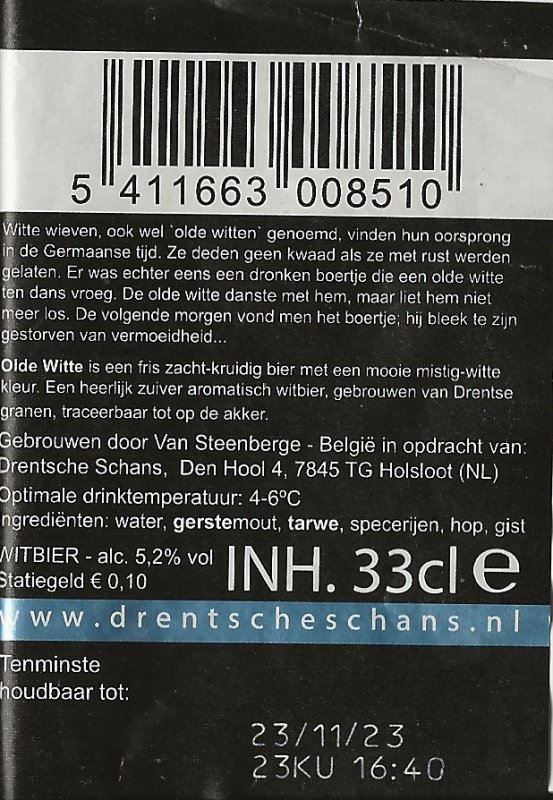 5 411663 008510
Witte wieven, ook wel `olde witten` genoemd, vinden hun oorsprong
in de Germaanse tijd. Ze deden geen kwaad als ze met rust werden
gelaten. Er was echter eens een dronken boertje die een olde witte
ten dans vroeg. De olde witte danste met hem, maar liet hem niet
meer los. De volgende morgen vond men het boertje; hij bleek te zijn
gestorven van vermoeidheid...
Olde Witte is een fris zacht-kruidig bier met een mooie mistig-witte
kleur. Een heerlijk zuiver aromatisch witbier, gebrouwen van Drentse
granen, traceerbaar tot op de akker.
Gebrouwen door Van Steenberge - België in opdracht van:
Drentsche Schans, Den Hool 4, 7845 TG Holsloot (NL)
Optimale drinktemperatuur: 4-6ºC
Ingrediënten: water, gerstemout, tarwe, specerijen, hop, gist
WITBIER - alc. 5,2% vol
Statiegeld € 0,10
INH. 33cl e
www.drentscheschans.nl
Tenminste
houdbaar tot:
23/11/23
23KU 16:40